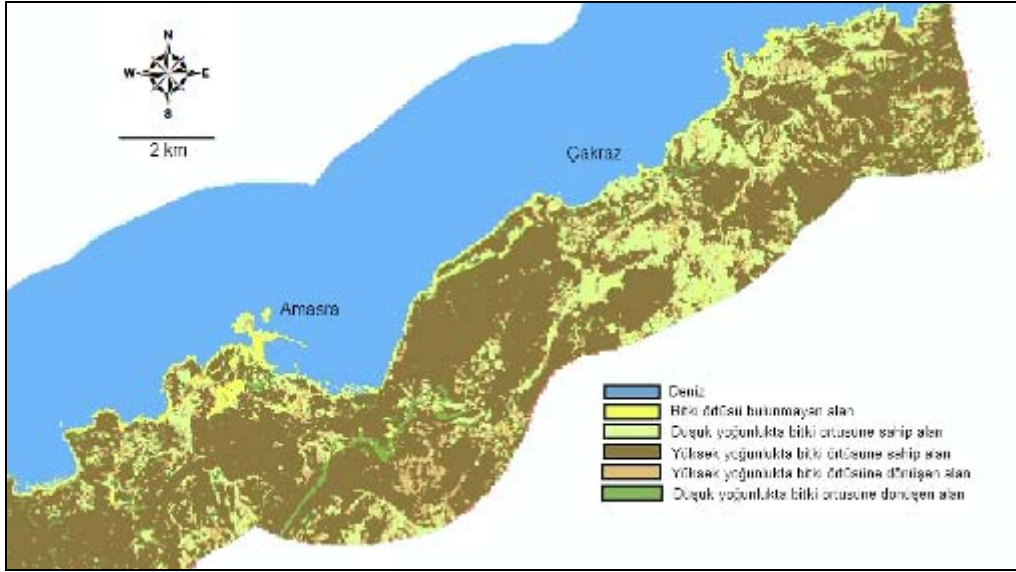 N
W E
S
2 km
Çakraz
Amasra
Deniz
Bitki örtüsü bulunmayan alan
Düşük yoğunlukta bitki örtüsüne sahip alan
Yüksek yoğunlukta bitki örtüsüne sahip alan
Yüksek yoğunlukta bitki örtüsüne dönüşen alan
Düşük yoğunlukta bitki örtüsüne dönüşen alan